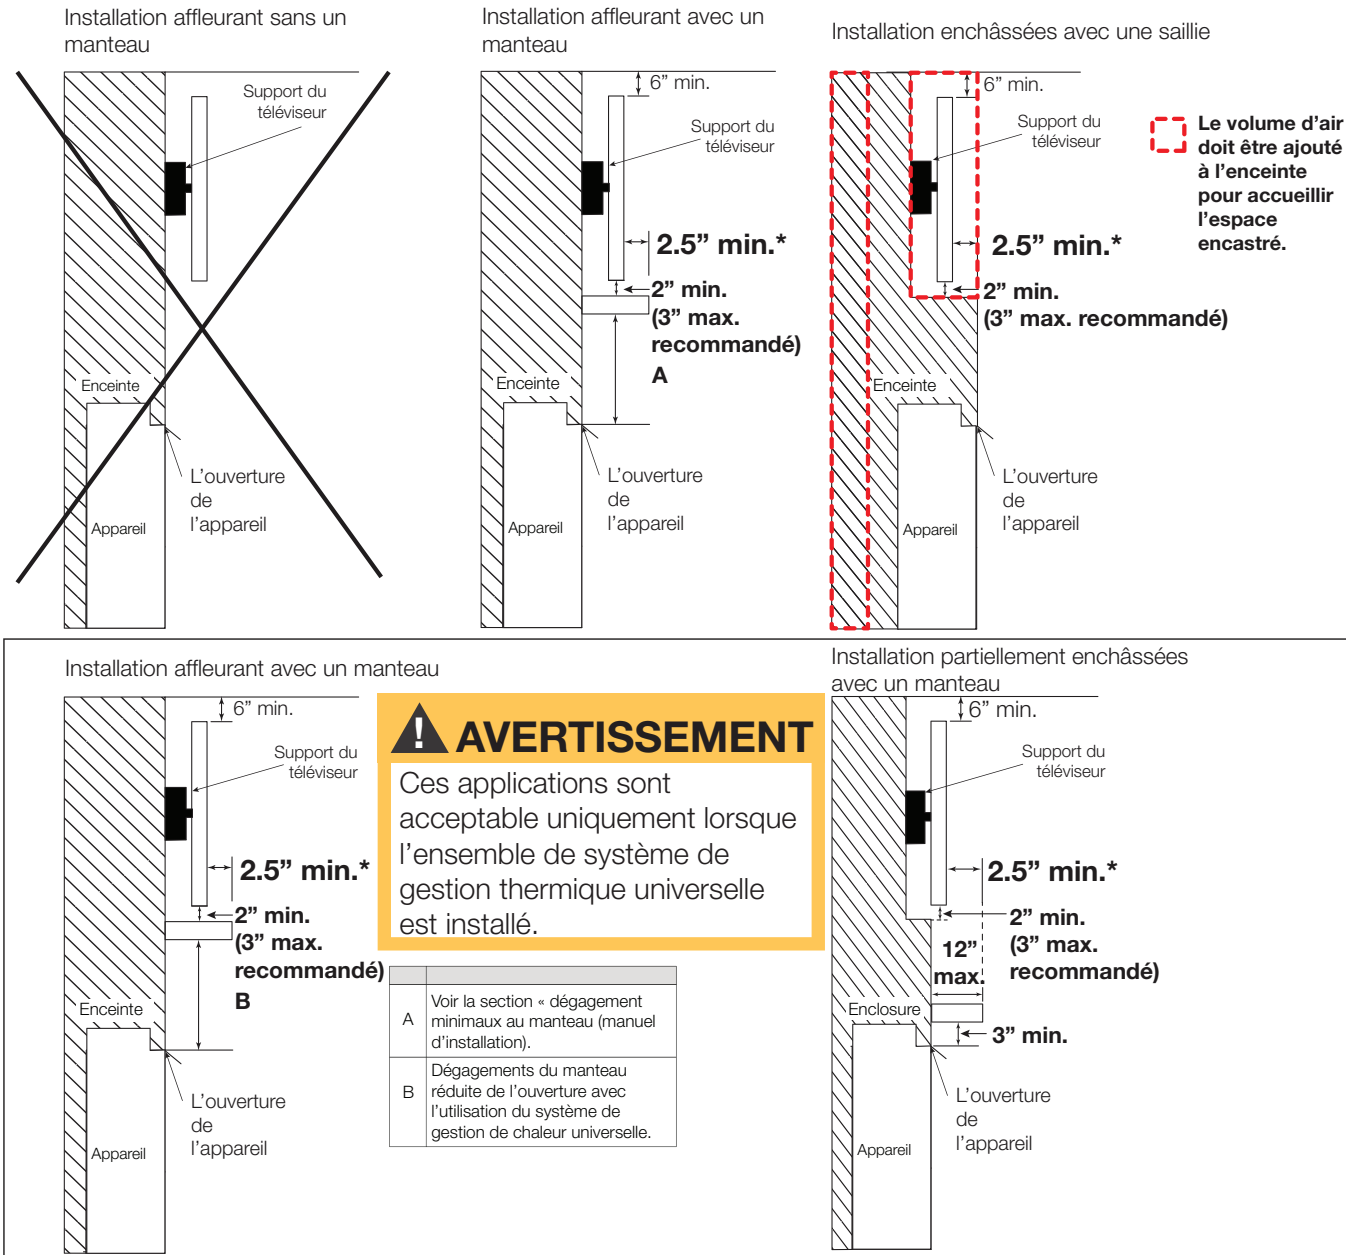 Installation affleurant sans un
manteau
Support du
téléviseur
Enceinte
L'ouverture
de
l'appareil
Appareil
Installation affleurant avec un
manteau
6” min.
Support du
téléviseur
2.5” min.*
2” min.
(3” max.
recommandé)
A
Enceinte
L’ouverture
de
l’appareil
Appareil
Installation enchâssées avec une saillie
6” min.
Support du
téléviseur
2.5” min.*
2” min.
(3” max. recommandé)
Enceinte
L’ouverture
de
l’appareil
Appareil
Le volume d’air
doit être ajouté
à l’enceinte
pour accueillir
l’espace
encastré.
Installation affleurant avec un manteau
6” min.
Support du
téléviseur
2.5” min.*
2” min.
(3” max.
recommandé)
B
Enceinte
L’ouverture
de
l’appareil
Appareil
! AVERTISSEMENT
Ces applications sont
acceptable uniquement lorsque
l’ensemble de système de
gestion thermique universelle
est installé.
A
Voir la section « dégagement
minimaux au manteau (manuel
d’installation).
B
Dégagements du manteau
réduite de l’ouverture avec
l’utilisation du système de
gestion de chaleur universelle.
Installation partiellement enchâssées
avec un manteau
6” min.
Support du
téléviseur
2.5” min.*
2” min.
(3” max.
recommandé)
12”
max.
Enclosure
3” min.
L’ouverture
de
l’appareil
Appareil